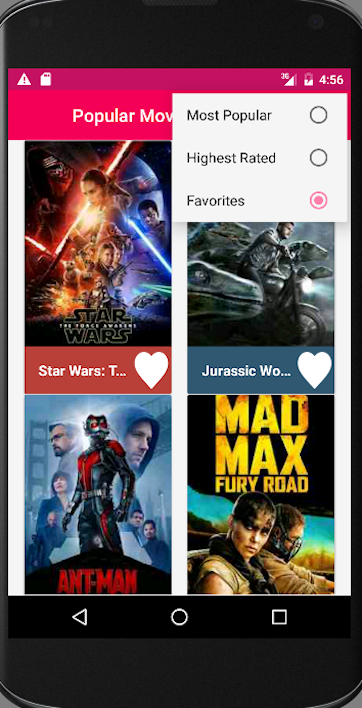 3G
4:56
Popular Mov
Most Popular
Highest Rated
Favorites
STAR
THE FORCE AWAKENS
WARS
Star Wars: T...
Jurassic Wo...
ANT-MAN
MAD
MAX
FURY ROAD